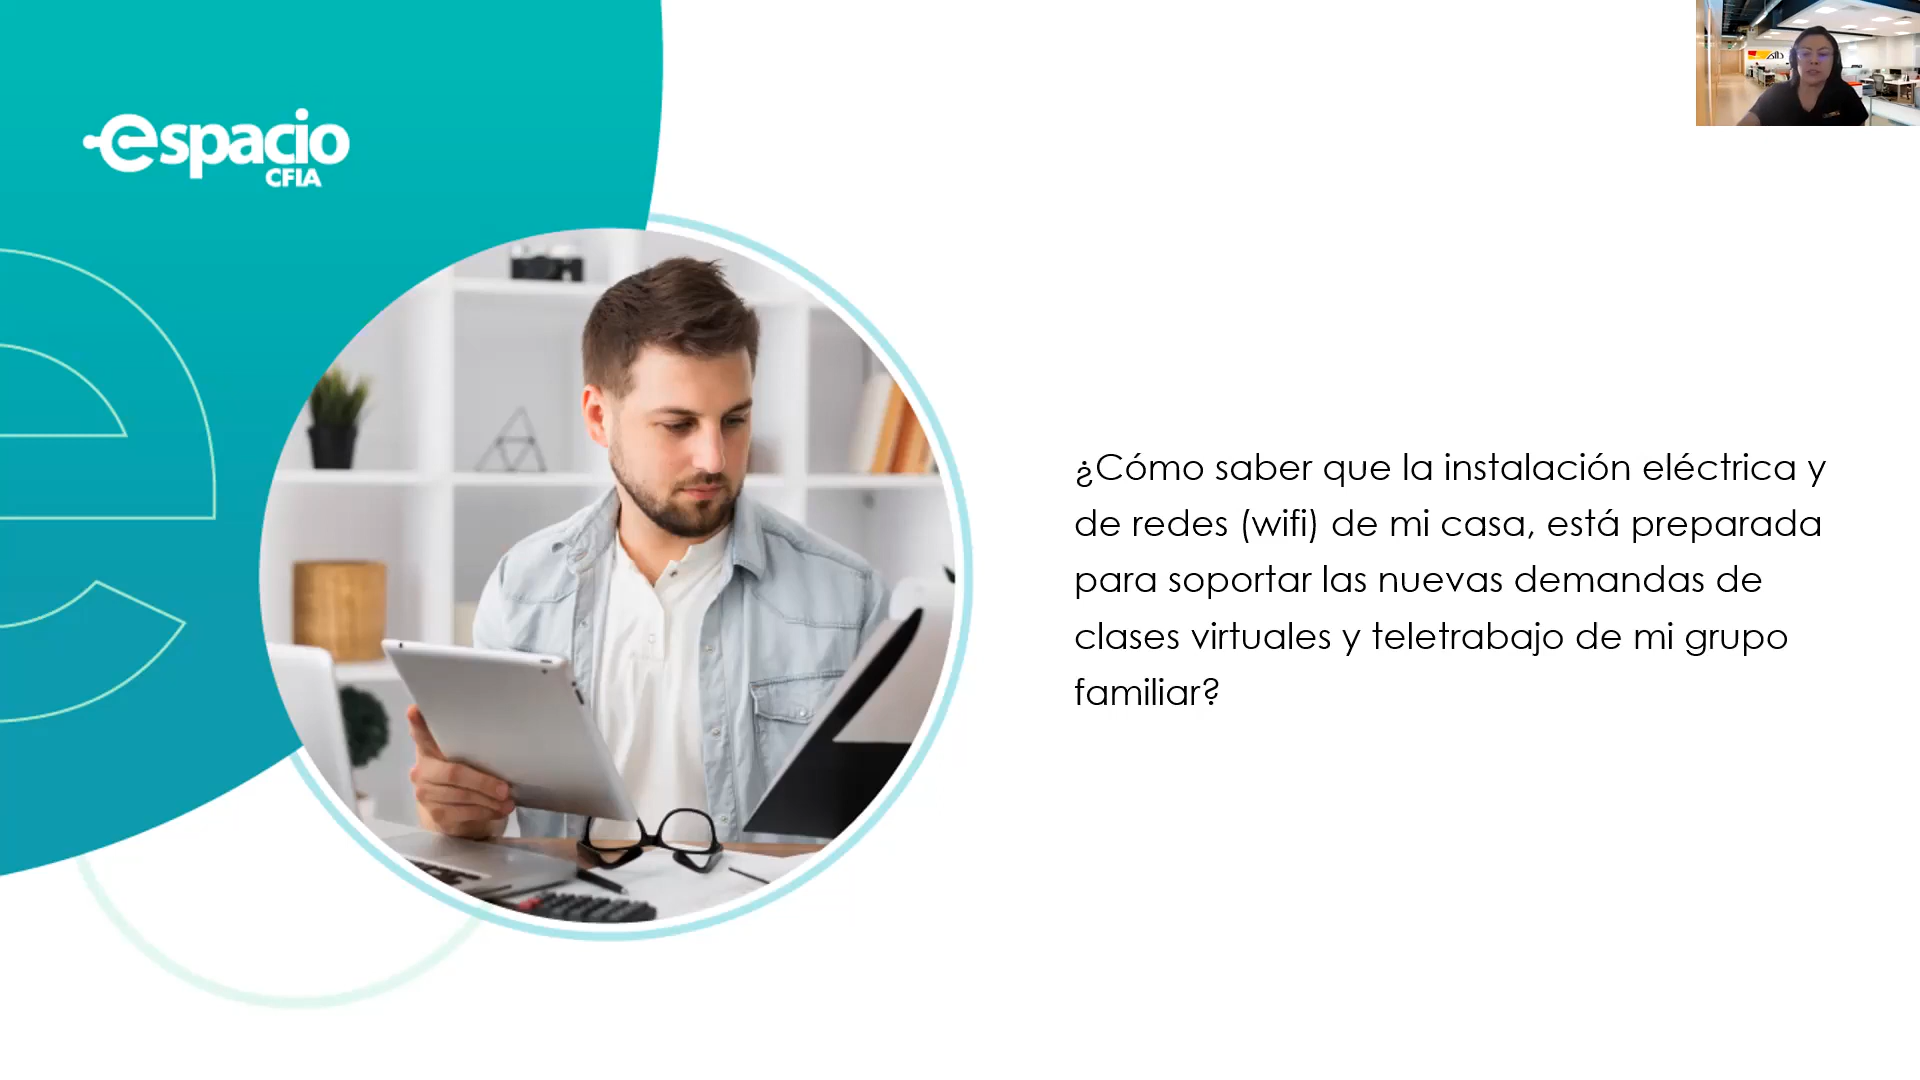 espacio
CFIA
¿Cómo saber que la instalación eléctrica y
de redes (wifi) de mi casa, está preparada
para soportar las nuevas demandas de
clases virtuales y teletrabajo de mi grupo
familiar?